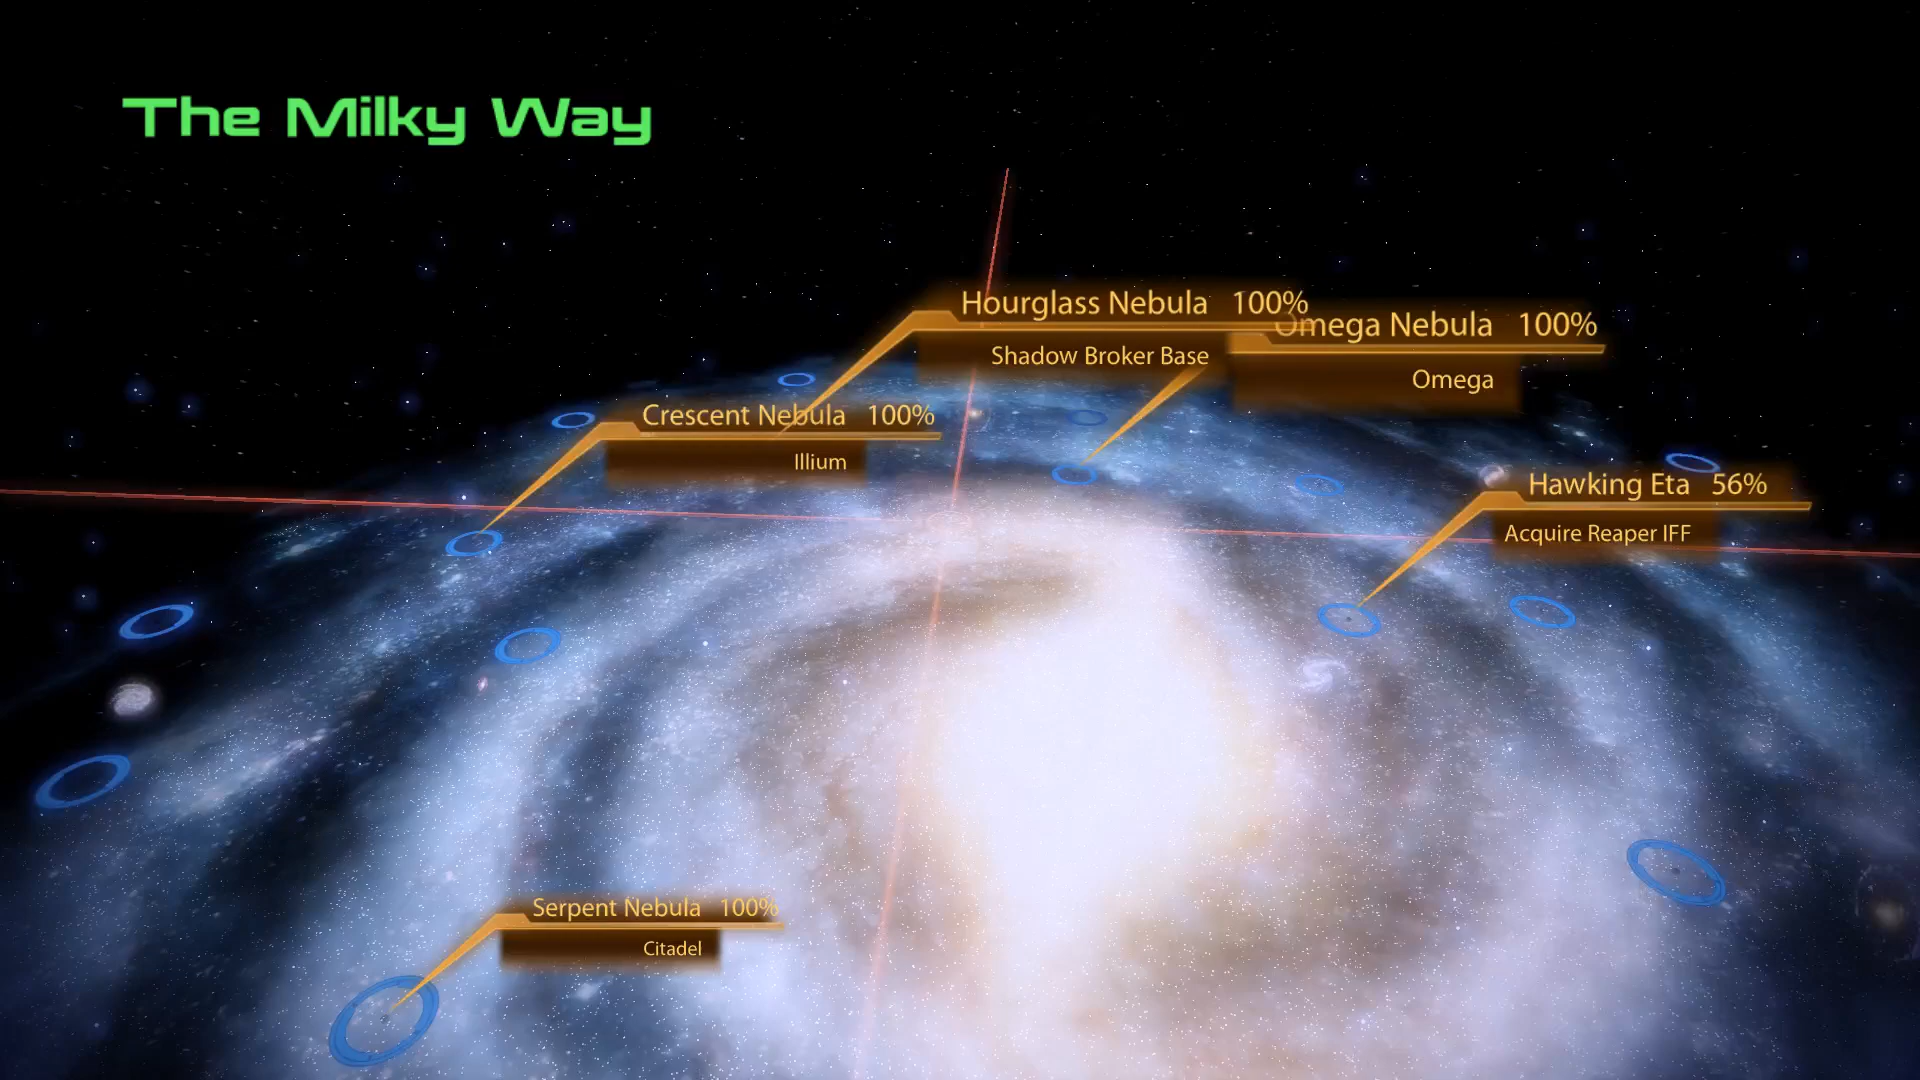 The Milky Way
Hourglass Nebula 100%
Shadow Broker Base
Omega Nebula 100%
Omega
Crescent Nebula 100%
Illium
Hawking Eta 56%
Acquire Reaper IFF
Serpent Nebula 100%
Citadel